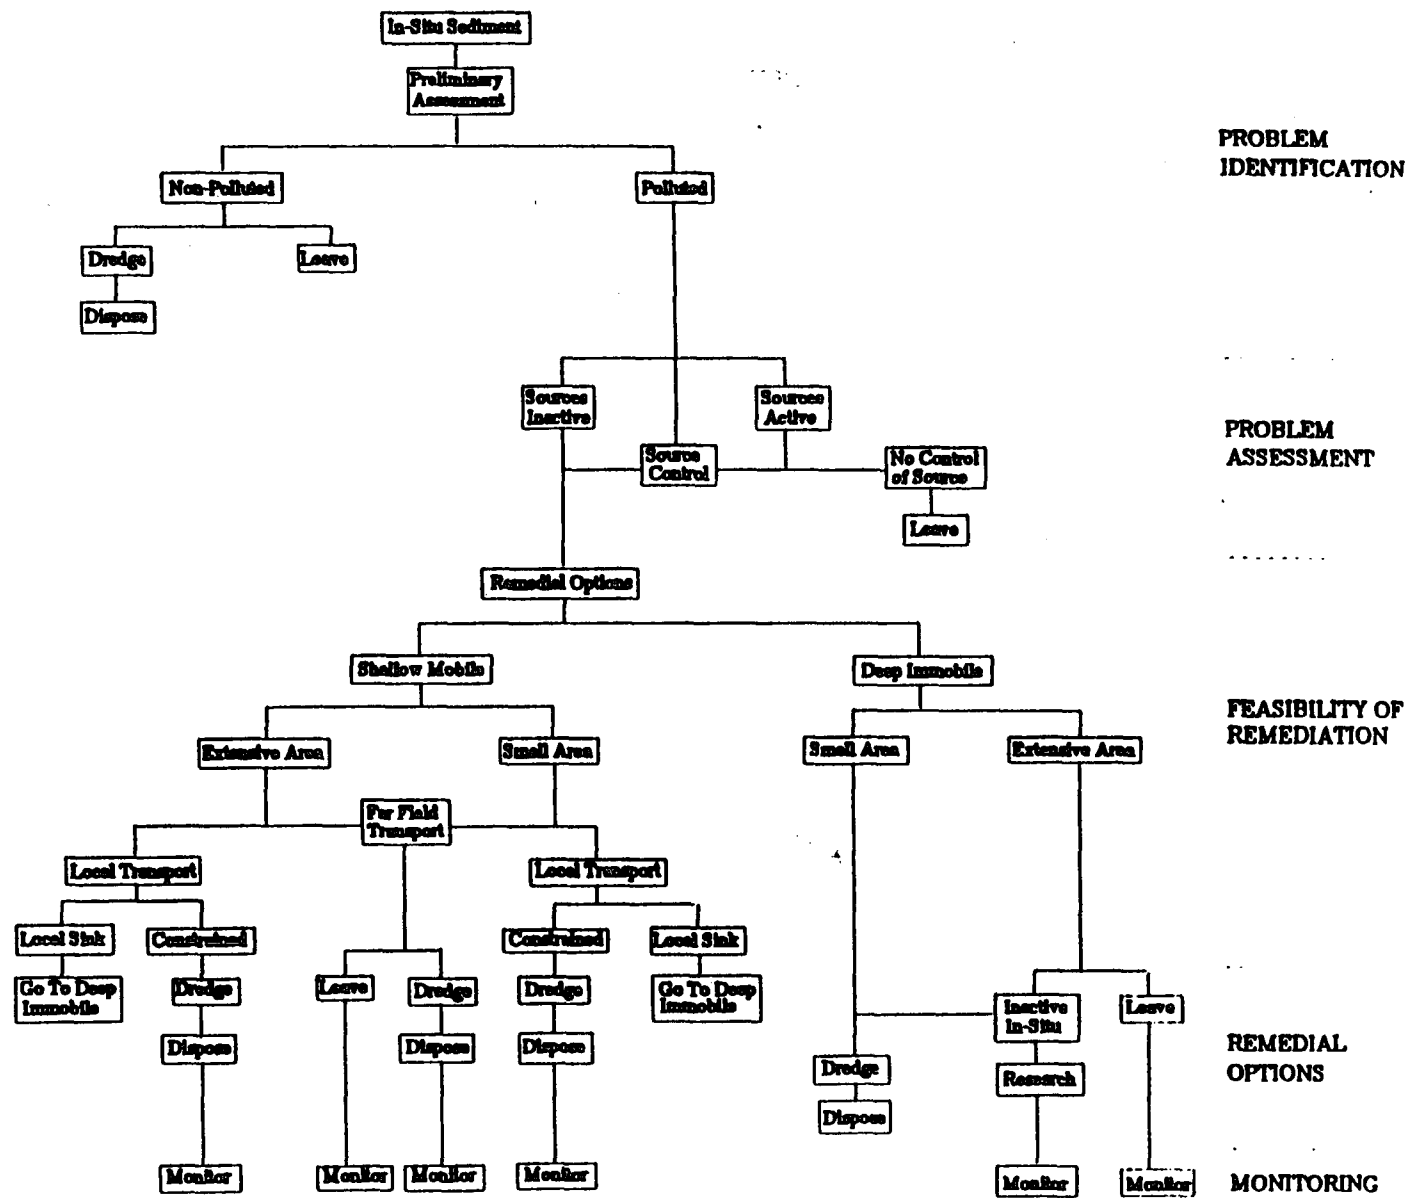 In-Situ Sediment
Preliminary
Assessment
PROBLEM
IDENTIFICATION
Non-Polluted
Polluted
Dredge
Leave
Dispose
Sources
Inactive
Sources
Active
Source
Control
No Control
of Source
PROBLEM
ASSESSMENT
Leave
Remedial Options
Shallow Mobile
Deep Immobile
FEASIBILITY OF
REMEDIATION
Extensive Area
Small Area
Small Area
Extensive Area
Far Field
Transport
Local Transport
Local Transport
Local Sink
Constrained
Constrained
Local Sink
Go To Deep
Immobile
Dredge
Leave
Dredge
Dredge
Go To Deep
Immobile
Inactive
In-Situ
Leave
Dispose
Dispose
Dispose
REMEDIAL
OPTIONS
Dredge
Research
Dispose
Monitor
Monitor
Monitor
Monitor
Monitor
Monitor
MONITORING